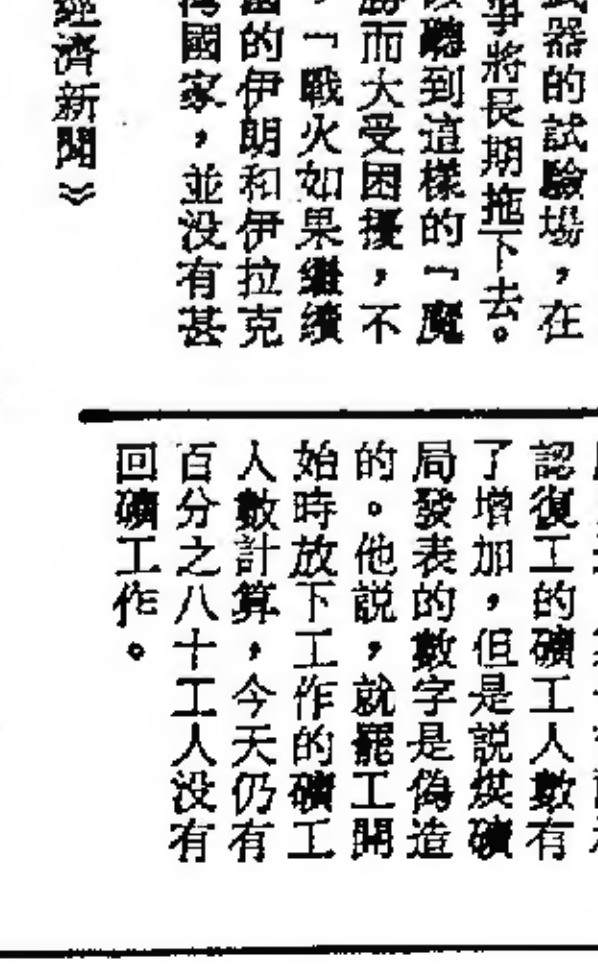 武器的試驗場，在
爭將長期拖下去。
聽到這樣的「魔
而大受困擾，不
，「戰火如果繼續
的伊朗和伊拉克
國家，並没有甚
經濟新聞》
認復工的礦工人數有
了增加，但是説煤礦
局發表的數字是偽造
的。他説，就罷工開
始時放下工作的礦工
人數計算，今天仍有
百分之八十工人没有
回礦工作。